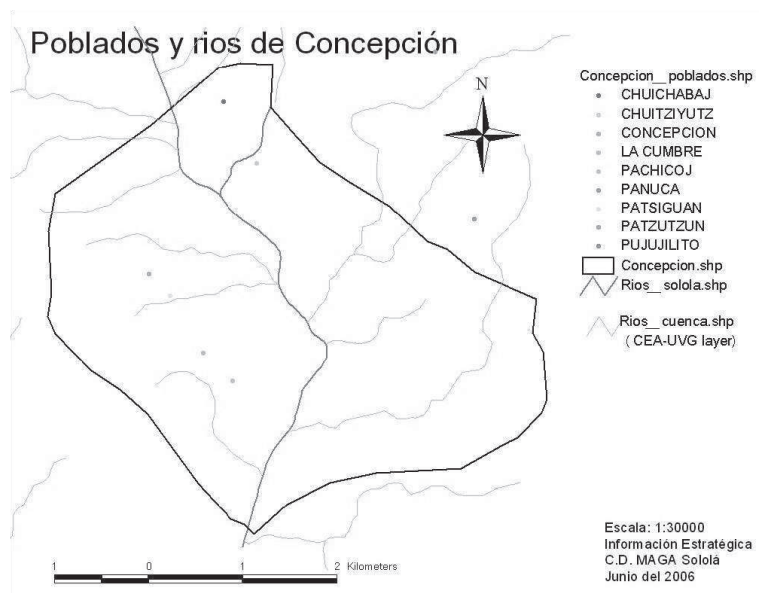 Poblados y rios de Concepción
N
Concepcion__poblados.shp
CHUICHABAJ
CHUITZIYUTZ
CONCEPCION
LA CUMBRE
PACHICOJ
PANUCA
PATSIGUAN
PATZUTZUN
PUJUJILITO
Concepcion.shp
Rios__solola.shp
Rios__cuenca.shp
( CEA-UVG layer)
Escala: 1:30000
Información Estratégica
C.D. MAGA Sololá
Junio del 2006
1 0 1 2 Kilometers